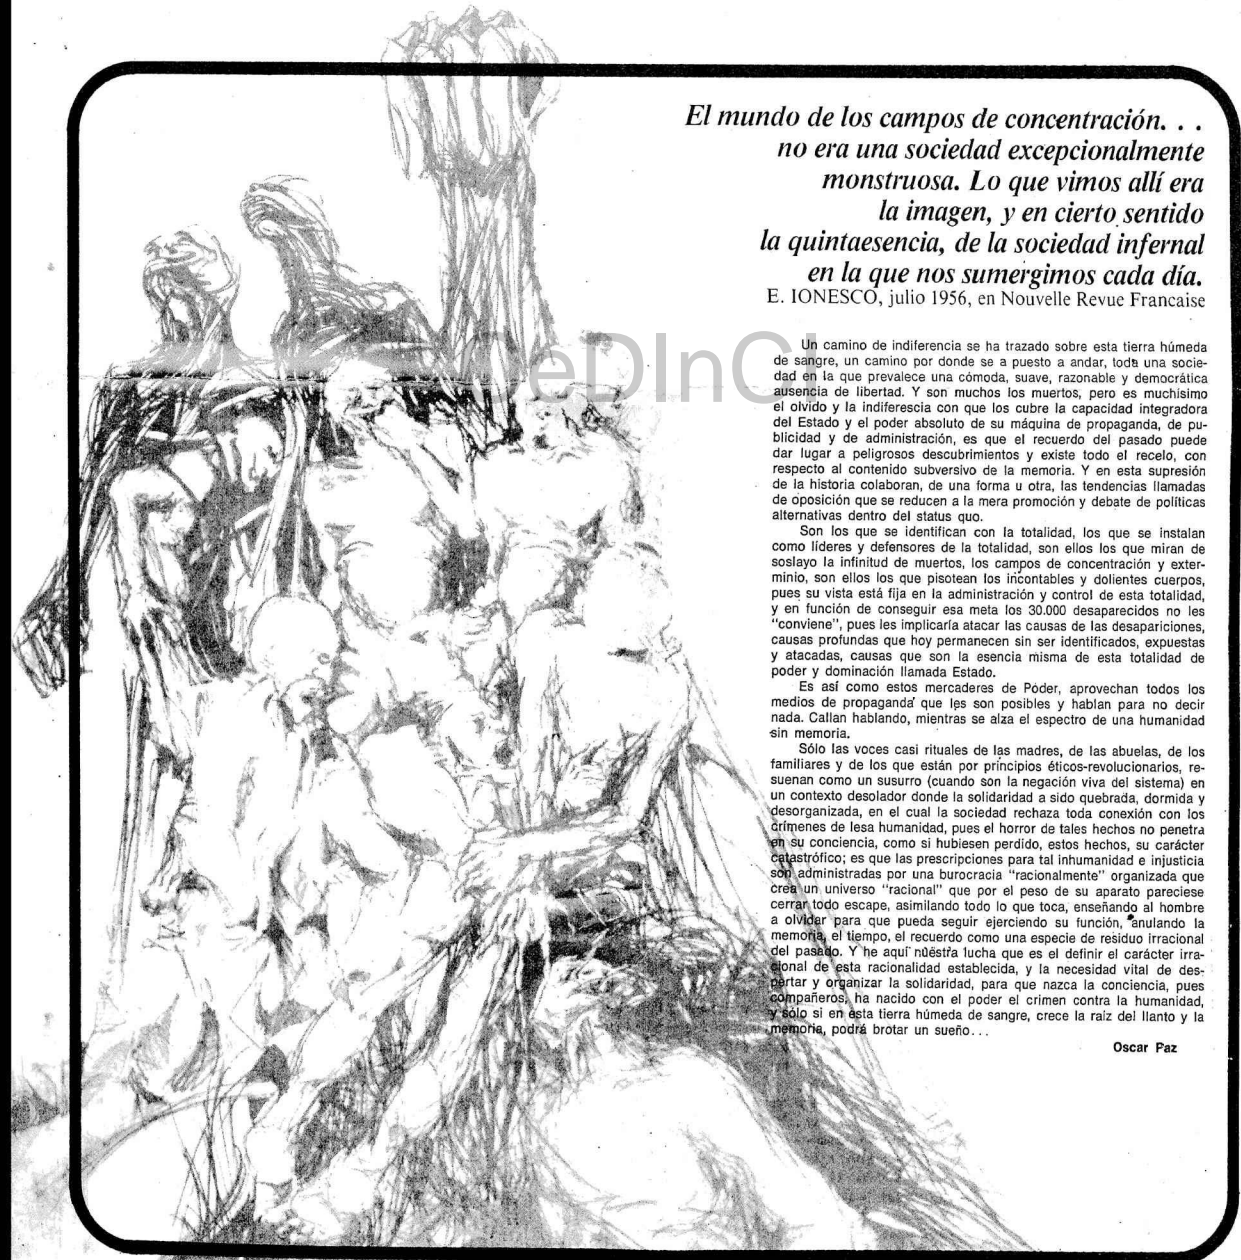 El mundo de los campos de concentración. . .
no era una sociedad excepcionalmente
monstruosa. Lo que vimos allí era
la imagen, y en cierto sentido
la quintaesencia, de la sociedad infernal
en la que nos sumergimos cada día.
E. IONESCO, julio 1956, en Nouvelle Revue Francaise
CeDInCI
Un camino de indiferencia se ha trazado sobre esta tierra húmeda
de sangre, un camino por donde se a puesto a andar, toda una socie-
dad en la que prevalece una cómoda, suave, razonable y democrática
ausencia de libertad. Y son muchos los muertos, pero es muchísimo
el olvido y la indiferescia con que los cubre la capacidad integradora
del Estado y el poder absoluto de su máquina de propaganda, de pu-
blicidad y de administración, es que el recuerdo del pasado puede
dar lugar a peligrosos descubrimientos y existe todo el recelo, con
respecto al contenido subversivo de la memoria. Y en esta supresión
de la historia colaboran, de una forma u otra, las tendencias llamadas
de oposición que se reducen a la mera promoción y debate de políticas
alternativas dentro del status quo.
Son los que se identifican con la totalidad, los que se instalan
como líderes y defensores de la totalidad, son ellos los que miran de
soslayo la infinitud de muertos, los campos de concentración y exter-
minio, son ellos los que pisotean los incontables y dolientes cuerpos,
pues su vista está fija en la administración y control de esta totalidad,
y en función de conseguir esa meta los 30.000 desaparecidos no les
"conviene", pues les implicaría atacar las causas de las desapariciones,
causas profundas que hoy permanecen sin ser identificados, expuestas
y atacadas, causas que son la esencia misma de esta totalidad de
poder y dominación llamada Estado.
Es así como estos mercaderes de Poder, aprovechan todos los
medios de propaganda que les son posibles y hablan para no decir
nada. Callan hablando, mientras se alza el espectro de una humanidad
sin memoria.
Sólo las voces casi rituales de las madres, de las abuelas, de los
familiares y de los que están por principios éticos-revolucionarios, re-
suenan como un susurro (cuando son la negación viva del sistema) en
un contexto desolador donde la solidaridad a sido quebrada, dormida y
desorganizada, en el cual la sociedad rechaza toda conexión con los
crímenes de lesa humanidad, pues el horror de tales hechos no penetra
en su conciencia, como si hubiesen perdido, estos hechos, su carácter
catastrófico; es que las prescripciones para tal inhumanidad e injusticia
son administradas por una burocracia "racionalmente" organizada que
crea un universo "racional" que por el peso de su aparato pareciese
cerrar todo escape, asimilando todo lo que toca, enseñando al hombre
a olvidar para que pueda seguir ejerciendo su función, anulando la
memoria, el tiempo, el recuerdo como una especie de residuo irracional
del pasado. Y he aquí nuestra lucha que es el definir el carácter irra-
cional de esta racionalidad establecida, y la necesidad vital de des-
pertar y organizar la solidaridad, para que nazca la conciencia, pues
compañeros, ha nacido con el poder el crimen contra la humanidad,
y sólo si en esta tierra húmeda de sangre, crece la raíz del llanto y la
memoria, podrá brotar un sueño...
Oscar Paz